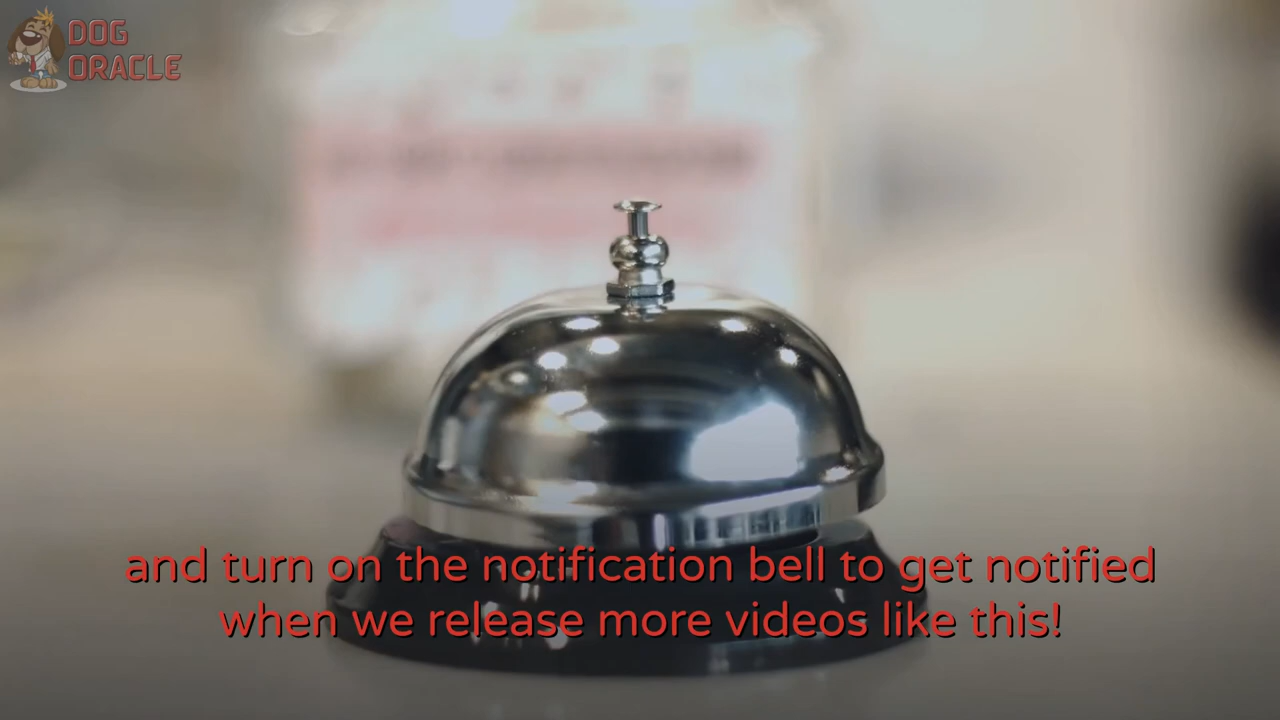 DOG
ORACLE
and turn on the notification bell to get notified
when we release more videos like this!